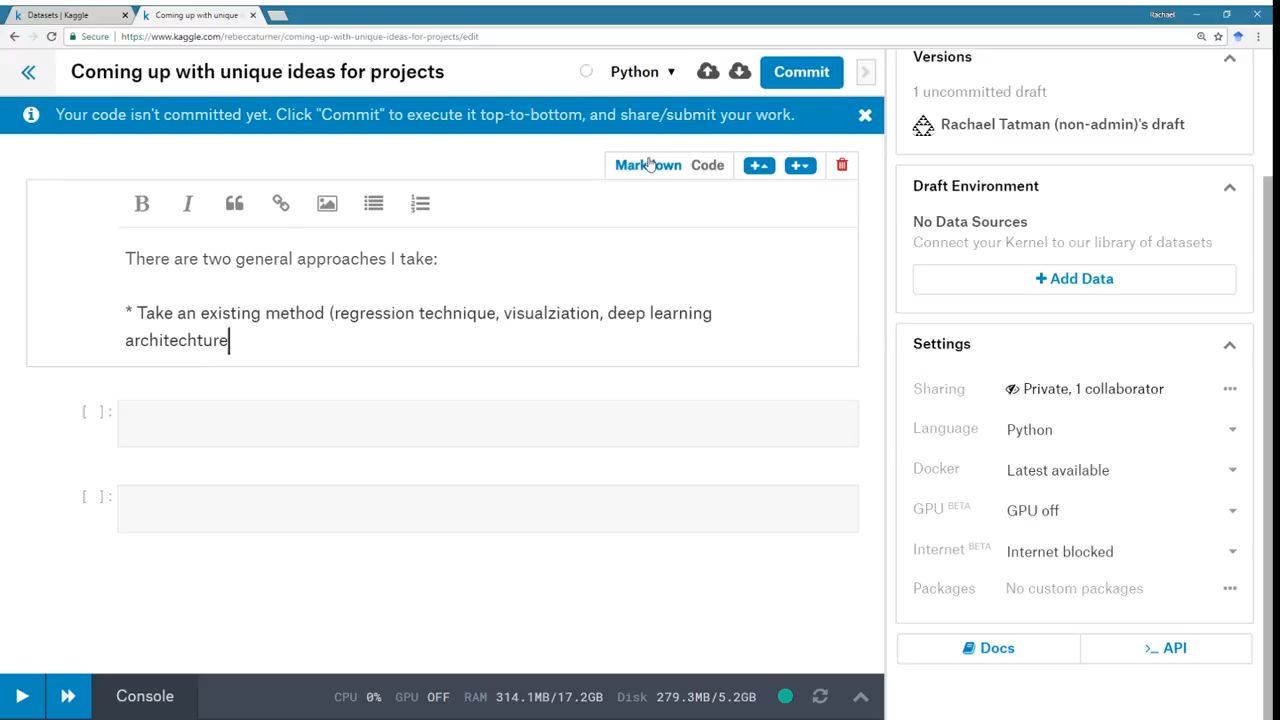 Datasets | Kaggle
Coming up with unique
Rachael
Secure https://www.kaggle.com/rebeccaturner/coming-up-with-unique-ideas-for-projects/edit
Coming up with unique ideas for projects
Python
Commit
Your code isn't committed yet. Click "Commit" to execute it top-to-bottom, and share/submit your work.
Markdown Code
B I
There are two general approaches I take:
* Take an existing method (regression technique, visualziation, deep learning
architechture
[ ]:
[ ]:
Console
CPU 0% GPU OFF RAM 314.1MB/17.2GB Disk 279.3MB/5.2GB
Versions
1 uncommitted draft
Rachael Tatman (non-admin)'s draft
Draft Environment
No Data Sources
Connect your Kernel to our library of datasets
+ Add Data
Settings
Sharing Private, 1 collaborator
Language Python
Docker Latest available
GPU BETA GPU off
Internet BETA Internet blocked
Packages No custom packages
Docs
>_ API